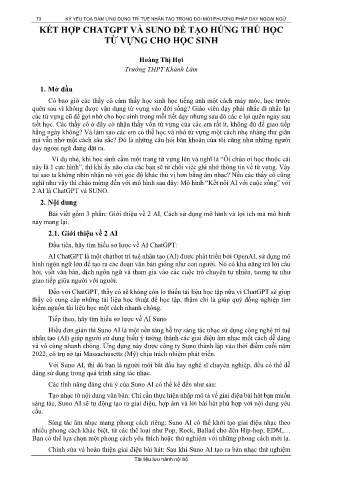 73 KỶ YẾU TỌA ĐÀM ỨNG DỤNG TRÍ TUỆ NHÂN TẠO TRONG ĐỔI MỚI PHƯƠNG PHÁP DẠY NGOẠI NGỮ
KẾT HỢP CHATGPT VÀ SUNO ĐỂ TẠO HỨNG THÚ HỌC
TỪ VỰNG CHO HỌC SINH
Hoàng Thị Hợi
Trường THPT Khánh Lâm
1. Mở đầu
Có bao giờ các thầy cô cảm thấy học sinh học tiếng anh một cách máy móc, học trước
quên sau vì không được vận dụng từ vựng vào đời sống? Giáo viên dạy phải nhắc đi nhắc lại
các từ vựng cũ để gợi nhớ cho học sinh trong mỗi tiết dạy nhưng sau đó các e lại quên ngay sau
tiết học. Các thầy cô ở đây có nhận thấy vốn từ vựng của các em rất ít, không đủ để giao tiếp
hằng ngày không? Và làm sao các em có thể học và nhớ từ vựng một cách nhẹ nhàng thư giãn
mà vẫn nhớ một cách sâu sắc? Đó là những câu hỏi băn khoăn của tôi cũng như những người
dạy ngoại ngữ đang đặt ra.
Ví dụ nhé, khi học sinh cầm một trang từ vựng lên và nghĩ là “Ôi chán ơi học thuộc cái
này là 1 cực hình”, thì khi ấy não của các bạn sẽ từ chối việc ghi nhớ thông tin về từ vựng. Vậy
tại sao ta không nhìn nhận nó với góc độ khác thú vị hơn bằng âm nhạc? Nếu các thầy cô cũng
nghĩ như vậy thì chào mừng đến với mô hình sau đây: Mô hình “Kết nối AI với cuộc sống” với
2 AI là ChatGPT và SUNO.
2. Nội dung
Bài viết gồm 3 phần: Giới thiệu về 2 AI, Cách sử dụng mô hình và lợi ích mà mô hình
này mang lại.
2.1. Giới thiệu về 2 AI
Đầu tiên, hãy tìm hiểu sơ lược về AI ChatGPT:
AI ChatGPT là một chatbot trí tuệ nhân tạo (AI) được phát triển bởi OpenAI, sử dụng mô
hình ngôn ngữ lớn để tạo ra các đoạn văn bản giống như con người. Nó có khả năng trả lời câu
hỏi, viết văn bản, dịch ngôn ngữ và tham gia vào các cuộc trò chuyện tự nhiên, tương tự như
giao tiếp giữa người với người.
Đến với ChatGPT, thầy cô sẽ không còn lo thiếu tài liệu học tập nữa vì ChatGPT sẽ giúp
thầy cô cung cấp những tài liệu học thuật để học tập, thậm chí là giúp quý đồng nghiệp tìm
kiếm nguồn tài liệu học một cách nhanh chóng.
Tiếp theo, hãy tìm hiểu sơ lược về AI Suno
Hiểu đơn giản thì Suno AI là một nền tảng hỗ trợ sáng tác nhạc sử dụng công nghệ trí tuệ
nhân tạo (AI) giúp người sử dụng biến ý tưởng thành các giai điệu âm nhạc một cách dễ dàng
và vô cùng nhanh chóng. Ứng dụng này được công ty Suno thành lập vào thời điểm cuối năm
2022, có trụ sở tại Massachusetts (Mỹ) chịu trách nhiệm phát triển.
Với Suno AI, thì dù bạn là người mới bắt đầu hay nghệ sĩ chuyên nghiệp, đều có thể dễ
dàng sử dụng trong quá trình sáng tác nhạc.
Các tính năng đáng chú ý của Suno AI có thể kể đến như sau:
Tạo nhạc từ nội dung văn bản: Chỉ cần thực hiện nhập mô tả về giai điệu bài hát bạn muốn
sáng tác, Suno AI sẽ tự động tạo ra giai điệu, hợp âm và lời bài hát phù hợp với nội dung yêu
cầu.
Sáng tác âm nhạc mang phong cách riêng: Suno AI có thể khởi tạo giai điệu nhạc theo
nhiều phong cách khác biệt, từ các thể loại như Pop, Rock, Ballad cho đến Hip-hop, EDM,…
Bạn có thể lựa chọn một phong cách yêu thích hoặc thử nghiệm với những phong cách mới lạ.
Chỉnh sửa và hoàn thiện giai điệu bài hát: Sau khi Suno AI tạo ra bản nhạc thử nghiệm
Tài liệu lưu hành nội bộ